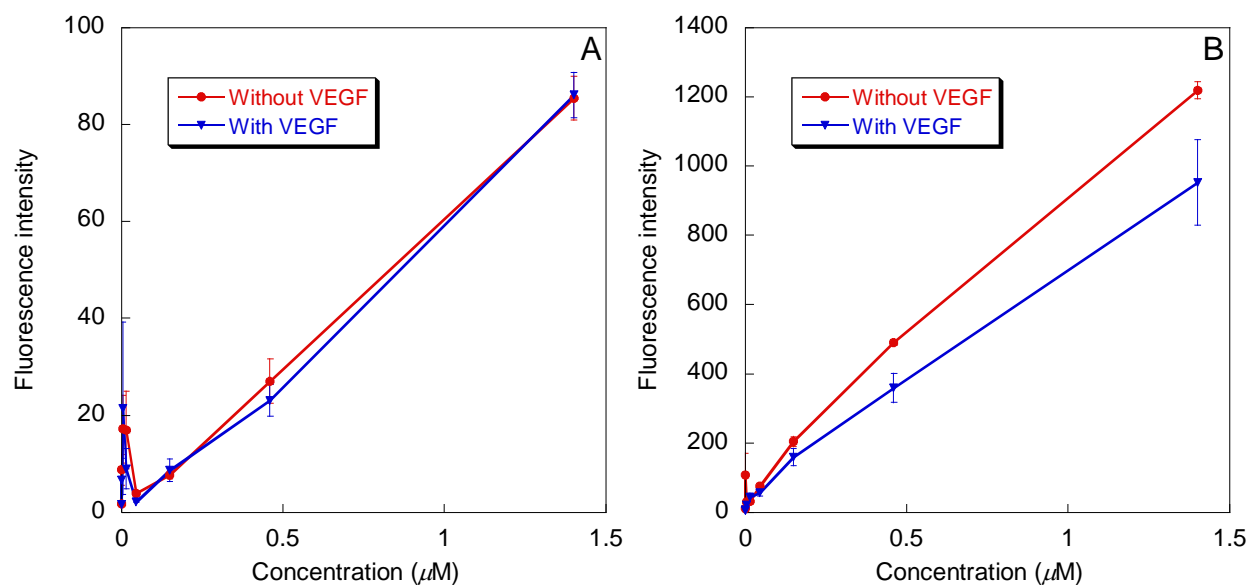 A
Without VEGF
With VEGF
Fluorescence intensity
100
80
60
40
20
0
0
0.5
1
1.5
Concentration (μM)
B
Without VEGF
With VEGF
Fluorescence intensity
1400
1200
1000
800
600
400
200
0
0
0.5
1
1.5
Concentration (μM)